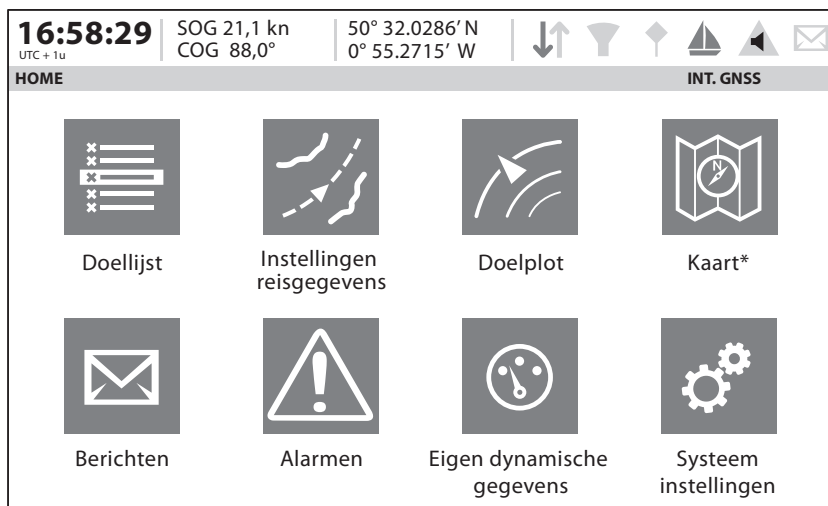 16:58:29
UTC + 1u
SOG 21,1 kn
COG 88,0°
50° 32.0286’ N
0° 55.2715’ W
HOME
INT. GNSS
N
Doellijst
Instellingen
reisgegevens
Doelplot
Kaart*
Berichten
Alarmen
Eigen dynamische
gegevens
Systeem
instellingen